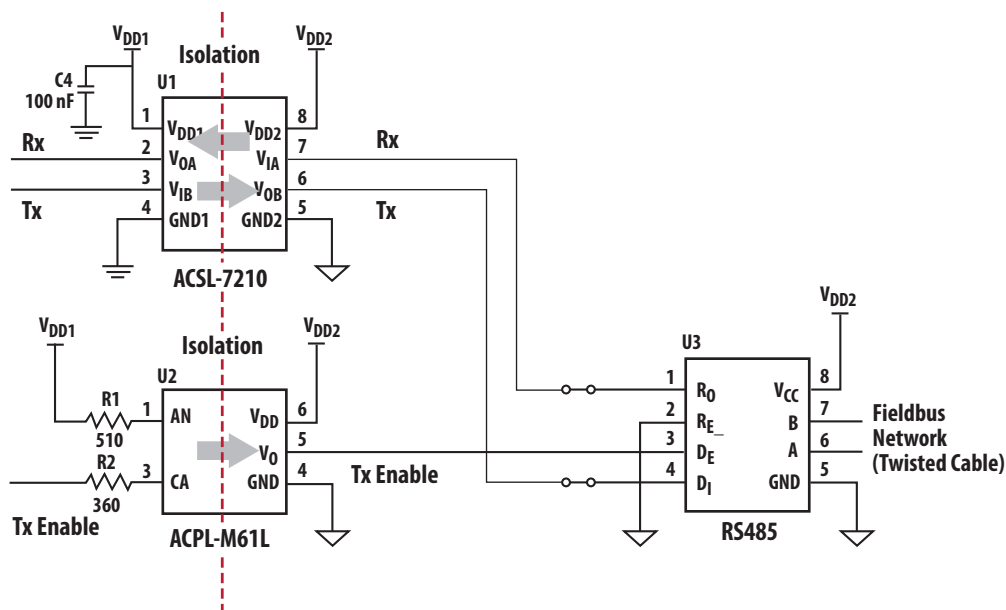 VDD1
Isolation
VDD2
C4
100 nF
U1
1
VDD1
VDD2
8
Rx
2
VOA
VIA
7
Rx
Tx
3
VIB
VOB
6
Tx
4
GND1
GND2
5
ACSL-7210
VDD1
Isolation
VDD2
U2
R1
510
1
AN
VDD
6
VO
5
R2
360
3
CA
GND
4
Tx Enable
Tx Enable
ACPL-M61L
VDD2
U3
1
RO
VCC
8
2
RE_
B
7
3
DE
A
6
4
DI
GND
5
Fieldbus
Network
(Twisted Cable)
RS485